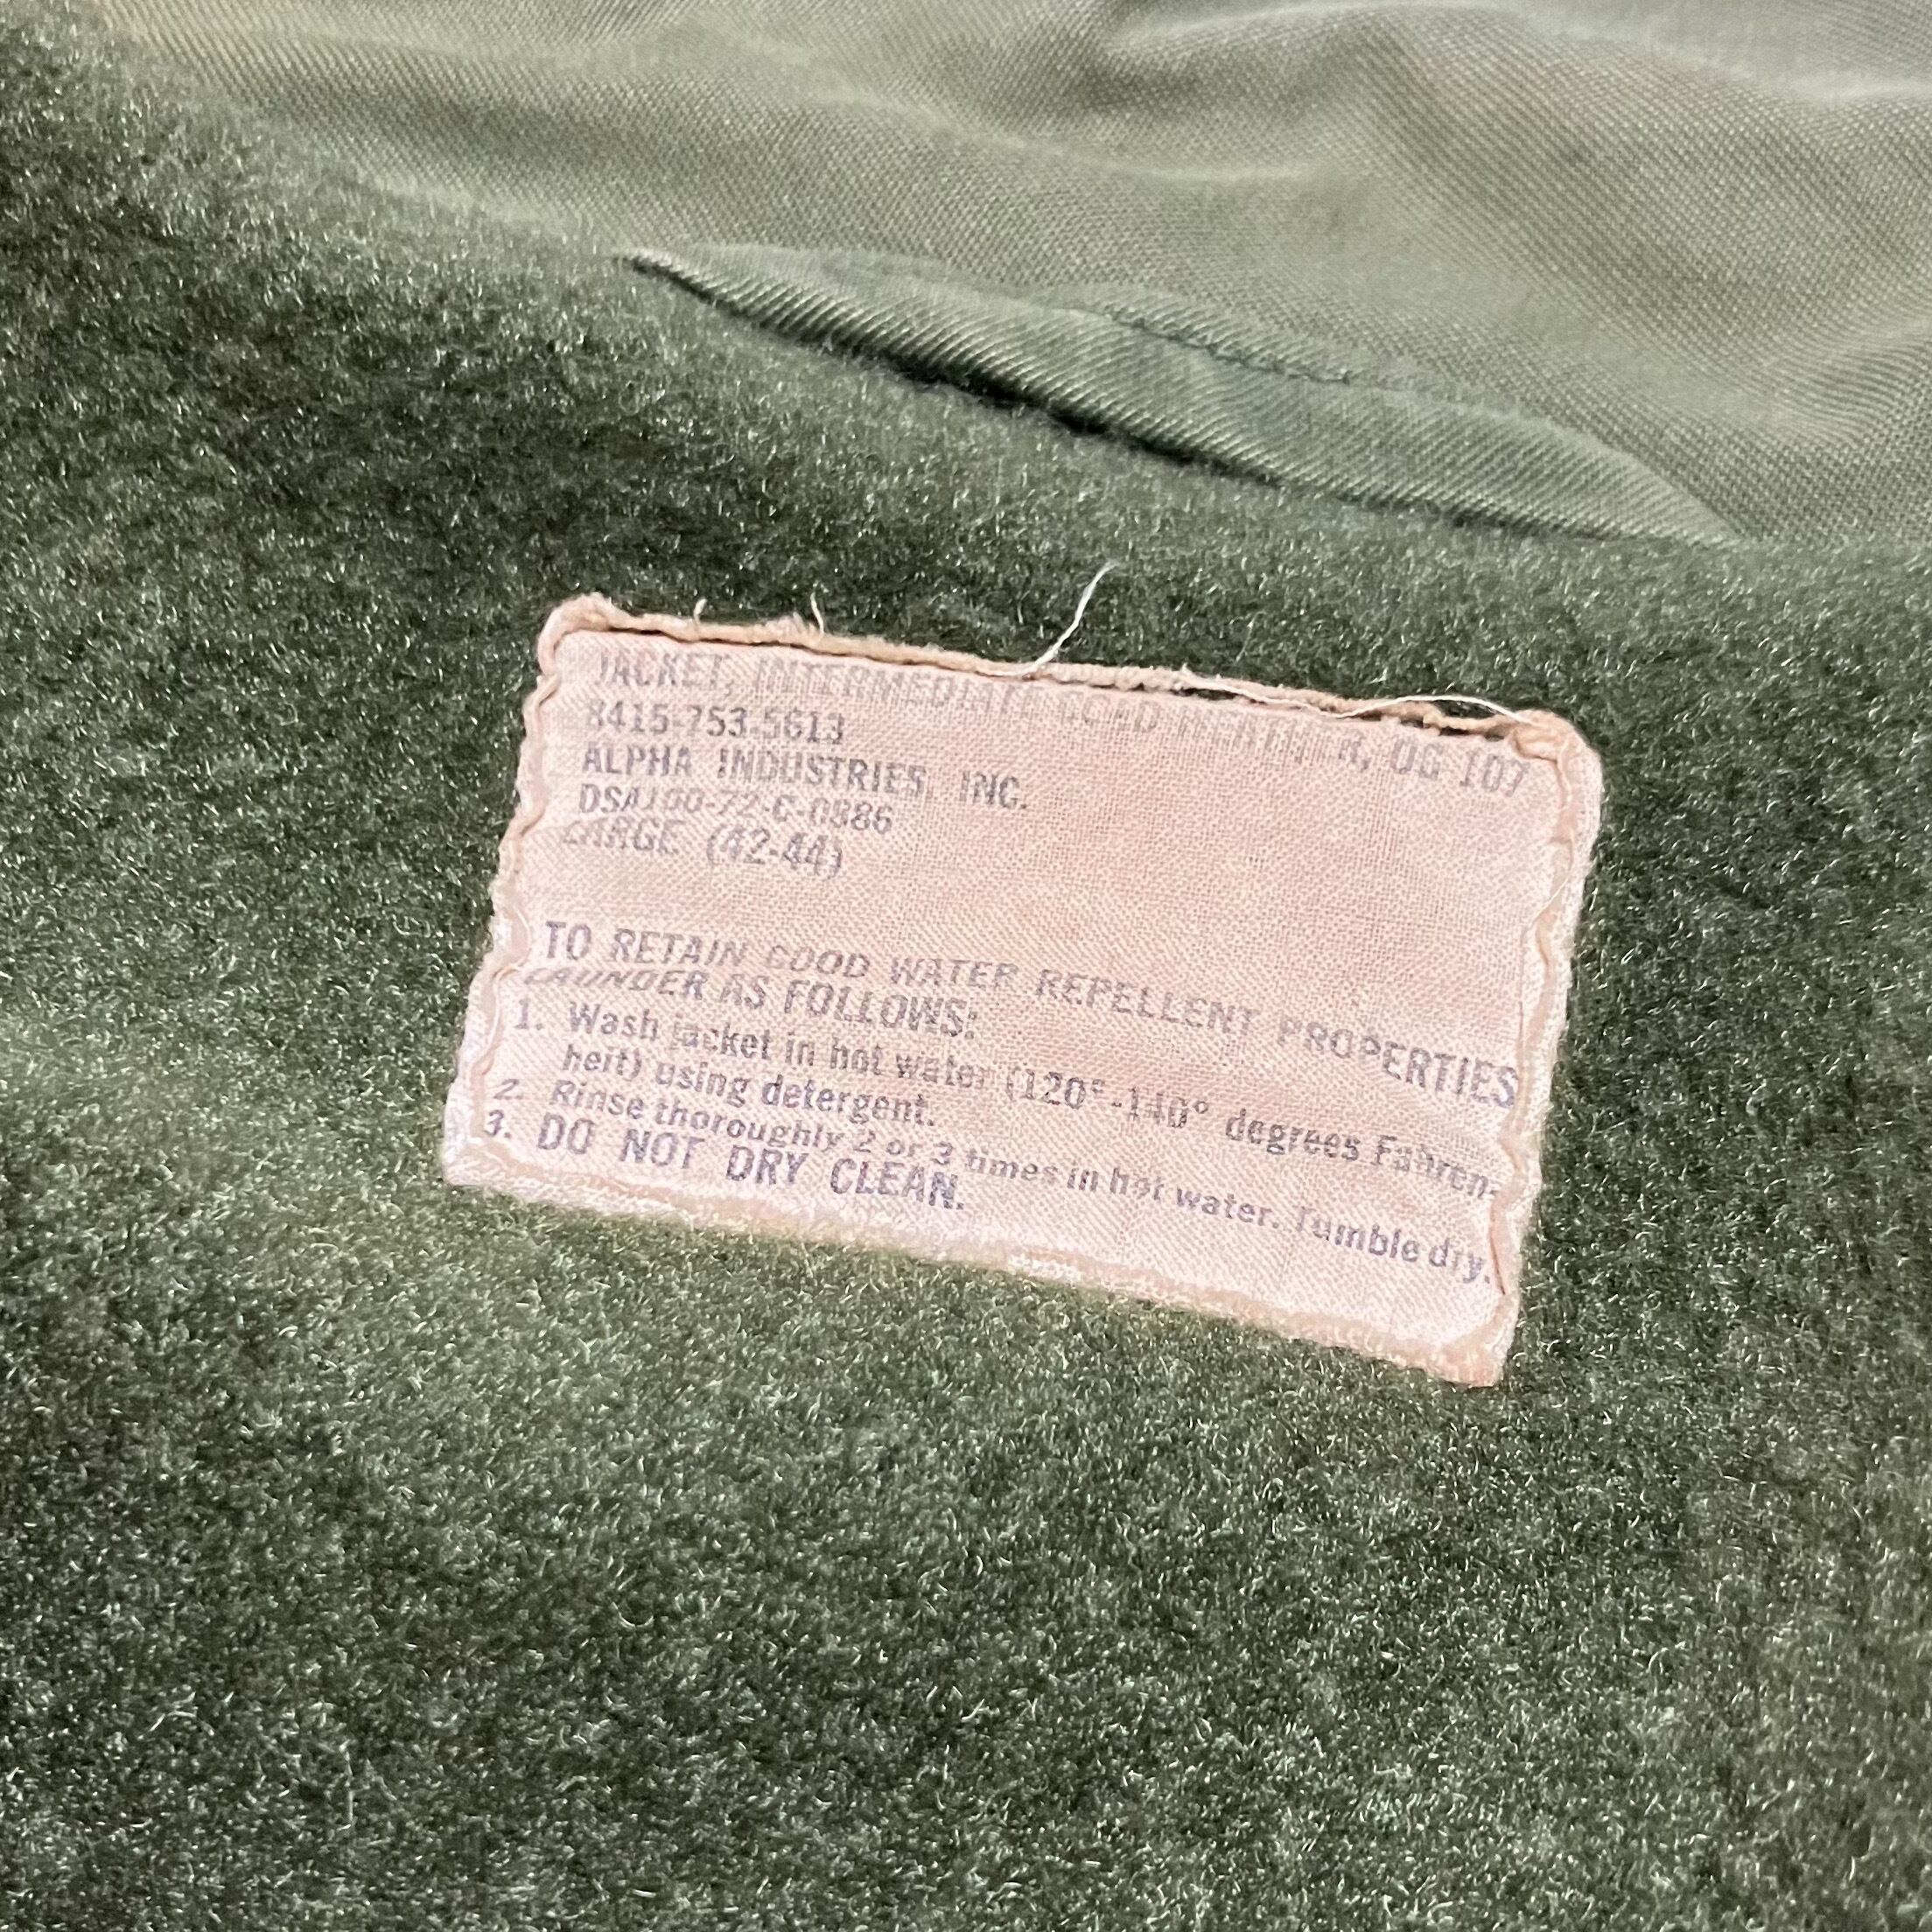 JACKET, INTERMEDIATE COLD WEATHER, OG 107
8415-753-5613
ALPHA INDUSTRIES, INC.
DSA100-72-C-0886
LARGE (42-44)
TO RETAIN GOOD WATER REPELLENT PROPERTIES
LAUNDER AS FOLLOWS:
1. Wash jacket in hot water (120°-140° degrees Fahren-
heit) using detergent.
2. Rinse thoroughly 2 or 3 times in hot water. Tumble dry.
3. DO NOT DRY CLEAN.